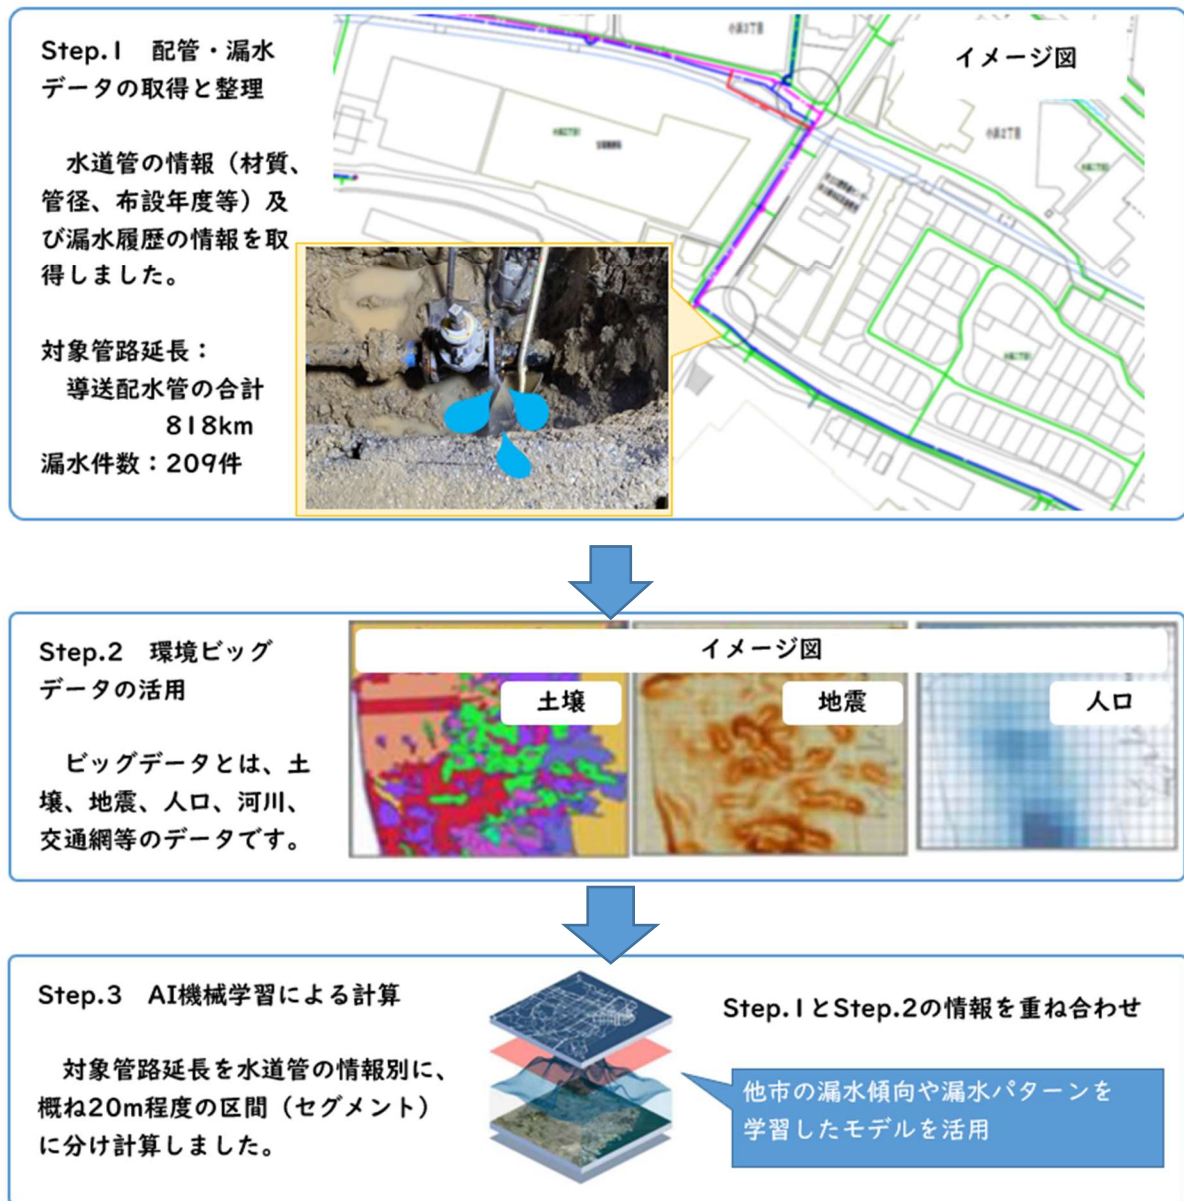 Step.1 配管・漏水
データの取得と整理
水道管の情報（材質、
管径、布設年度等）及
び漏水履歴の情報を取
得しました。
対象管路延長：
導送配水管の合計
818km
漏水件数：209件
イメージ図
小浜3丁目
小浜2丁目
Step.2 環境ビッグ
データの活用
ビッグデータとは、土
壌、地震、人口、河川、
交通網等のデータです。
イメージ図
土壌
地震
人口
Step.3 AI機械学習による計算
対象管路延長を水道管の情報別に、
概ね20m程度の区間（セグメント）
に分け計算しました。
Step.1とStep.2の情報を重ね合わせ
他市の漏水傾向や漏水パターンを
学習したモデルを活用